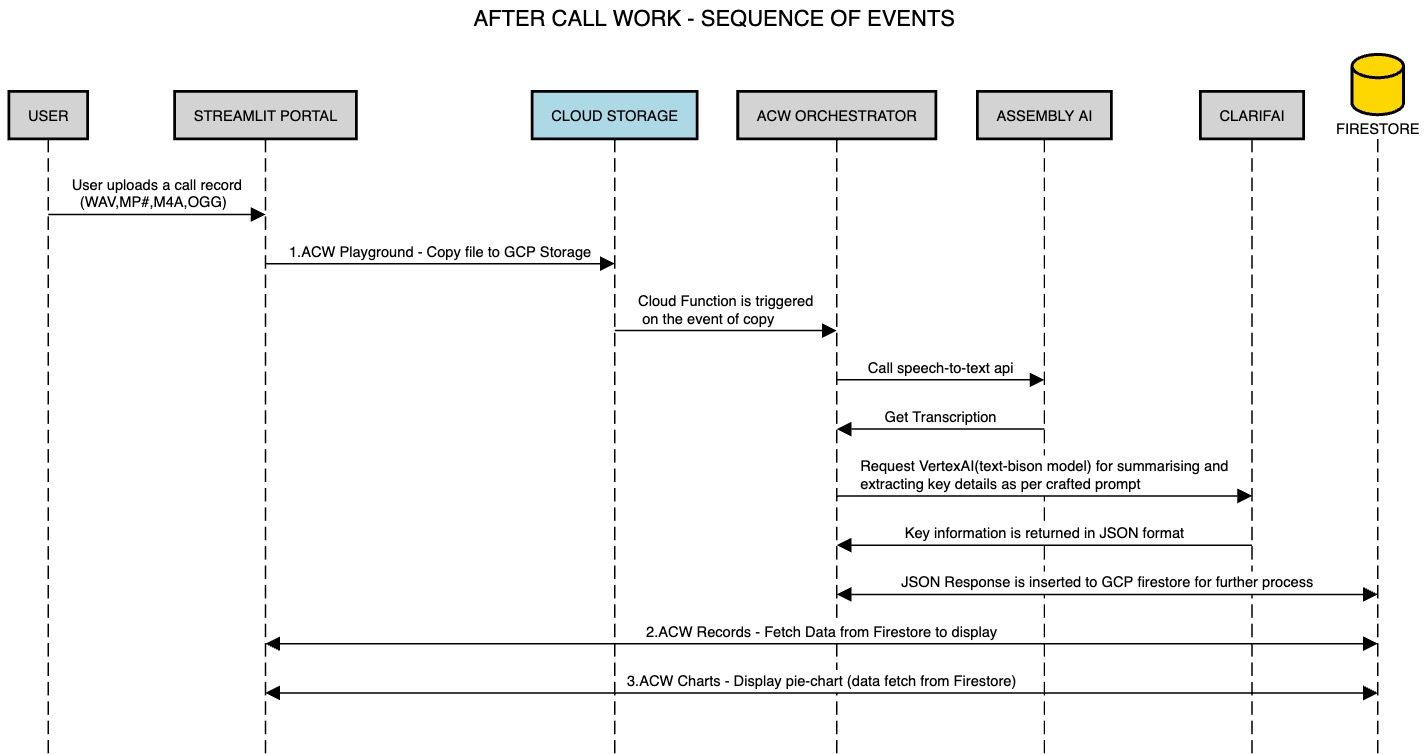 AFTER CALL WORK - SEQUENCE OF EVENTS
USER
STREAMLIT PORTAL
CLOUD STORAGE
ACW ORCHESTRATOR
ASSEMBLY AI
CLARIFAI
FIRESTORE
User uploads a call record
(WAV,MP#,M4A,OGG)
1.ACW Playground - Copy file to GCP Storage
Cloud Function is triggered
on the event of copy
Call speech-to-text api
Get Transcription
Request VertexAI(text-bison model) for summarising and
extracting key details as per crafted prompt
Key information is returned in JSON format
JSON Response is inserted to GCP firestore for further process
2.ACW Records - Fetch Data from Firestore to display
3.ACW Charts - Display pie-chart (data fetch from Firestore)